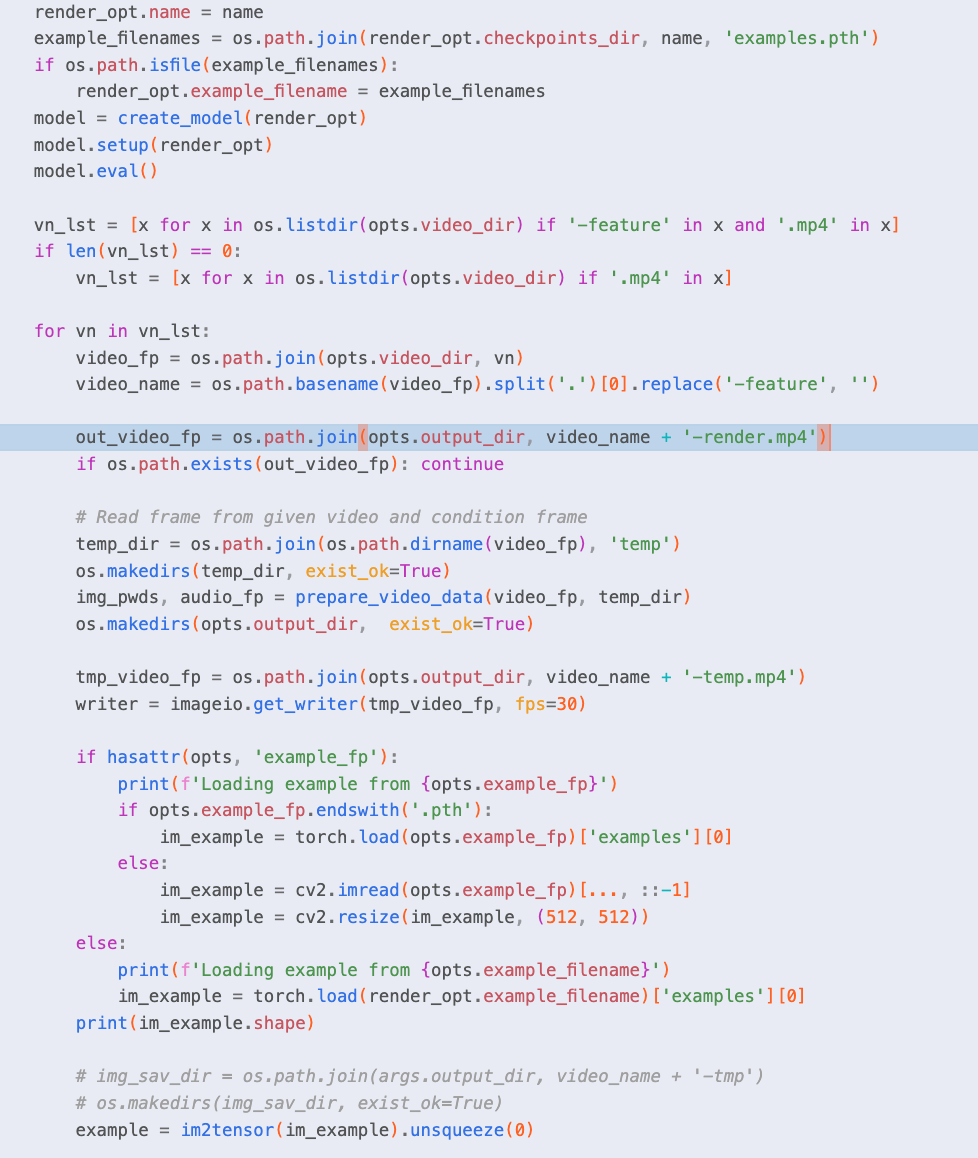 render_opt.name = name
example_filenames = os.path.join(render_opt.checkpoints_dir, name, 'examples.pth')
if os.path.isfile(example_filenames):
    render_opt.example_filename = example_filenames
model = create_model(render_opt)
model.setup(render_opt)
model.eval()

vn_lst = [x for x in os.listdir(opts.video_dir) if '-feature' in x and '.mp4' in x]
if len(vn_lst) == 0:
    vn_lst = [x for x in os.listdir(opts.video_dir) if '.mp4' in x]

for vn in vn_lst:
    video_fp = os.path.join(opts.video_dir, vn)
    video_name = os.path.basename(video_fp).split('.')[0].replace('-feature', '')

    out_video_fp = os.path.join(opts.output_dir, video_name + '-render.mp4')
    if os.path.exists(out_video_fp): continue

    # Read frame from given video and condition frame
    temp_dir = os.path.join(os.path.dirname(video_fp), 'temp')
    os.makedirs(temp_dir, exist_ok=True)
    img_pwds, audio_fp = prepare_video_data(video_fp, temp_dir)
    os.makedirs(opts.output_dir,  exist_ok=True)

    tmp_video_fp = os.path.join(opts.output_dir, video_name + '-temp.mp4')
    writer = imageio.get_writer(tmp_video_fp, fps=30)

    if hasattr(opts, 'example_fp'):
        print(f'Loading example from {opts.example_fp}')
        if opts.example_fp.endswith('.pth'):
            im_example = torch.load(opts.example_fp)['examples'][0]
        else:
            im_example = cv2.imread(opts.example_fp)[..., ::-1]
            im_example = cv2.resize(im_example, (512, 512))
    else:
        print(f'Loading example from {opts.example_filename}')
        im_example = torch.load(render_opt.example_filename)['examples'][0]
    print(im_example.shape)

    # img_sav_dir = os.path.join(args.output_dir, video_name + '-tmp')
    # os.makedirs(img_sav_dir, exist_ok=True)
    example = im2tensor(im_example).unsqueeze(0)